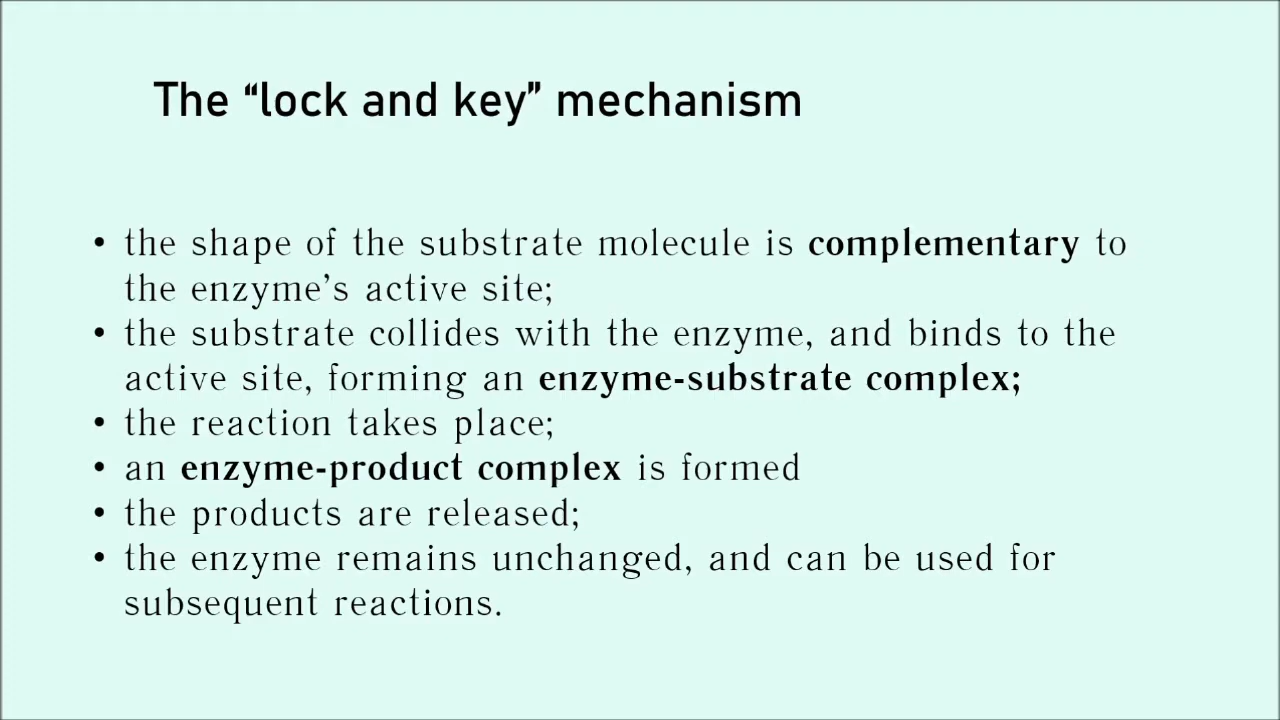 The “lock and key” mechanism
• the shape of the substrate molecule is complementary to
the enzyme’s active site;
• the substrate collides with the enzyme, and binds to the
active site, forming an enzyme-substrate complex;
• the reaction takes place;
• an enzyme-product complex is formed
• the products are released;
• the enzyme remains unchanged, and can be used for
subsequent reactions.